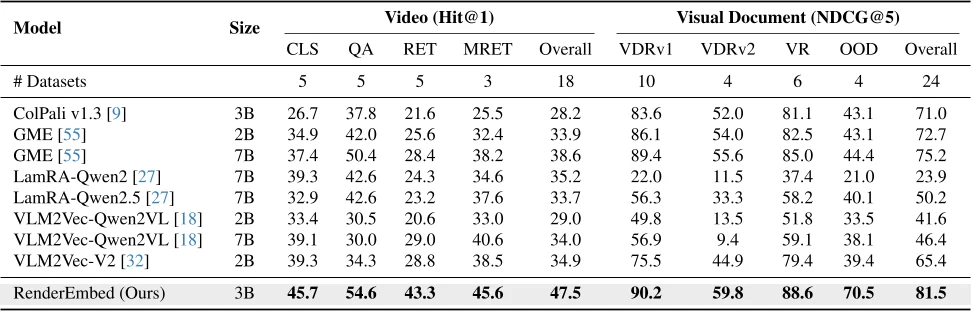 Model Size Video (Hit@1) Visual Document (NDCG@5)
CLS QA RET MRET Overall VDRv1 VDRv2 VR OOD Overall
# Datasets 5 5 5 3 18 10 4 6 4 24
ColPali v1.3 [9] 3B 26.7 37.8 21.6 25.5 28.2 83.6 52.0 81.1 43.1 71.0
GME [55] 2B 34.9 42.0 25.6 32.4 33.9 86.1 54.0 82.5 43.1 72.7
GME [55] 7B 37.4 50.4 28.4 38.2 38.6 89.4 55.6 85.0 44.4 75.2
LamRA-Qwen2 [27] 7B 39.3 42.6 24.3 34.6 35.2 22.0 11.5 37.4 21.0 23.9
LamRA-Qwen2.5 [27] 7B 32.9 42.6 23.2 37.6 33.7 56.3 33.3 58.2 40.1 50.2
VLM2Vec-Qwen2VL [18] 2B 33.4 30.5 20.6 33.0 29.0 49.8 13.5 51.8 33.5 41.6
VLM2Vec-Qwen2VL [18] 7B 39.1 30.0 29.0 40.6 34.0 56.9 9.4 59.1 38.1 46.4
VLM2Vec-V2 [32] 2B 39.3 34.3 28.8 38.5 34.9 75.5 44.9 79.4 39.4 65.4
RenderEmbed (Ours) 3B 45.7 54.6 43.3 45.6 47.5 90.2 59.8 88.6 70.5 81.5